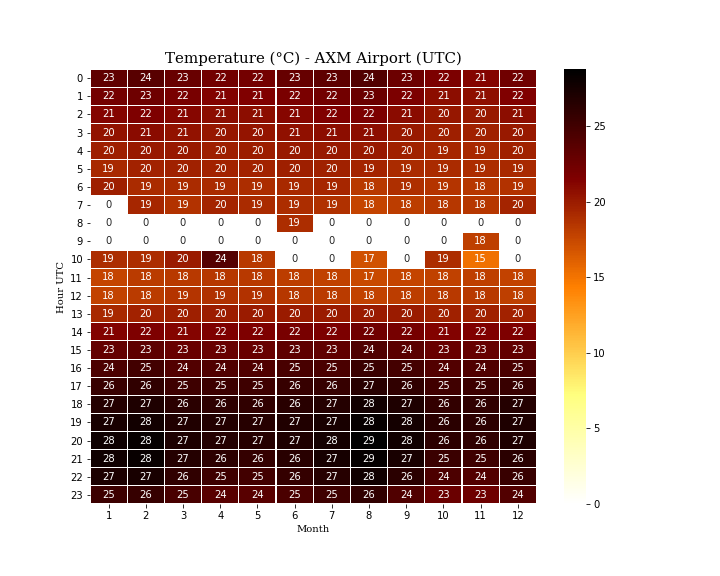 Temperature (°C) - AXM Airport (UTC)
0 23 24 23 22 22 23 23 24 23 22 21 22
1 22 23 22 21 21 22 22 23 22 21 21 22
2 21 22 21 21 21 21 22 22 21 20 20 21
3 20 21 21 20 20 21 21 21 20 20 20 20
4 20 20 20 20 20 20 20 20 20 19 19 20
5 19 20 20 20 20 20 20 19 19 19 19 19
6 20 19 19 19 19 19 19 18 19 19 18 19
7 0 19 19 20 19 19 19 18 18 18 18 20
8 0 0 0 0 0 19 0 0 0 0 0 0
9 0 0 0 0 0 0 0 0 0 0 18 0
10 19 19 20 24 18 0 0 17 0 19 15 0
11 18 18 18 18 18 18 18 17 18 18 18 18
12 18 18 19 19 19 18 18 18 18 18 18 18
13 19 20 20 20 20 20 20 20 20 20 20 20
14 21 22 21 22 22 22 22 22 22 21 22 22
15 23 23 23 23 23 23 23 24 24 23 23 23
16 24 25 24 24 24 25 25 25 25 24 24 25
17 26 26 25 25 25 26 26 27 26 25 25 26
18 27 27 26 26 26 26 27 28 27 26 26 27
19 27 28 27 27 27 27 27 28 28 26 26 27
20 28 28 27 27 27 27 28 29 28 26 26 27
21 28 28 27 26 26 26 27 29 27 25 25 26
22 27 27 26 25 25 26 27 28 26 24 24 26
23 25 26 25 24 24 25 25 26 24 23 23 24
1 2 3 4 5 6 7 8 9 10 11 12
Month
Hour UTC
25
20
15
10
5
0